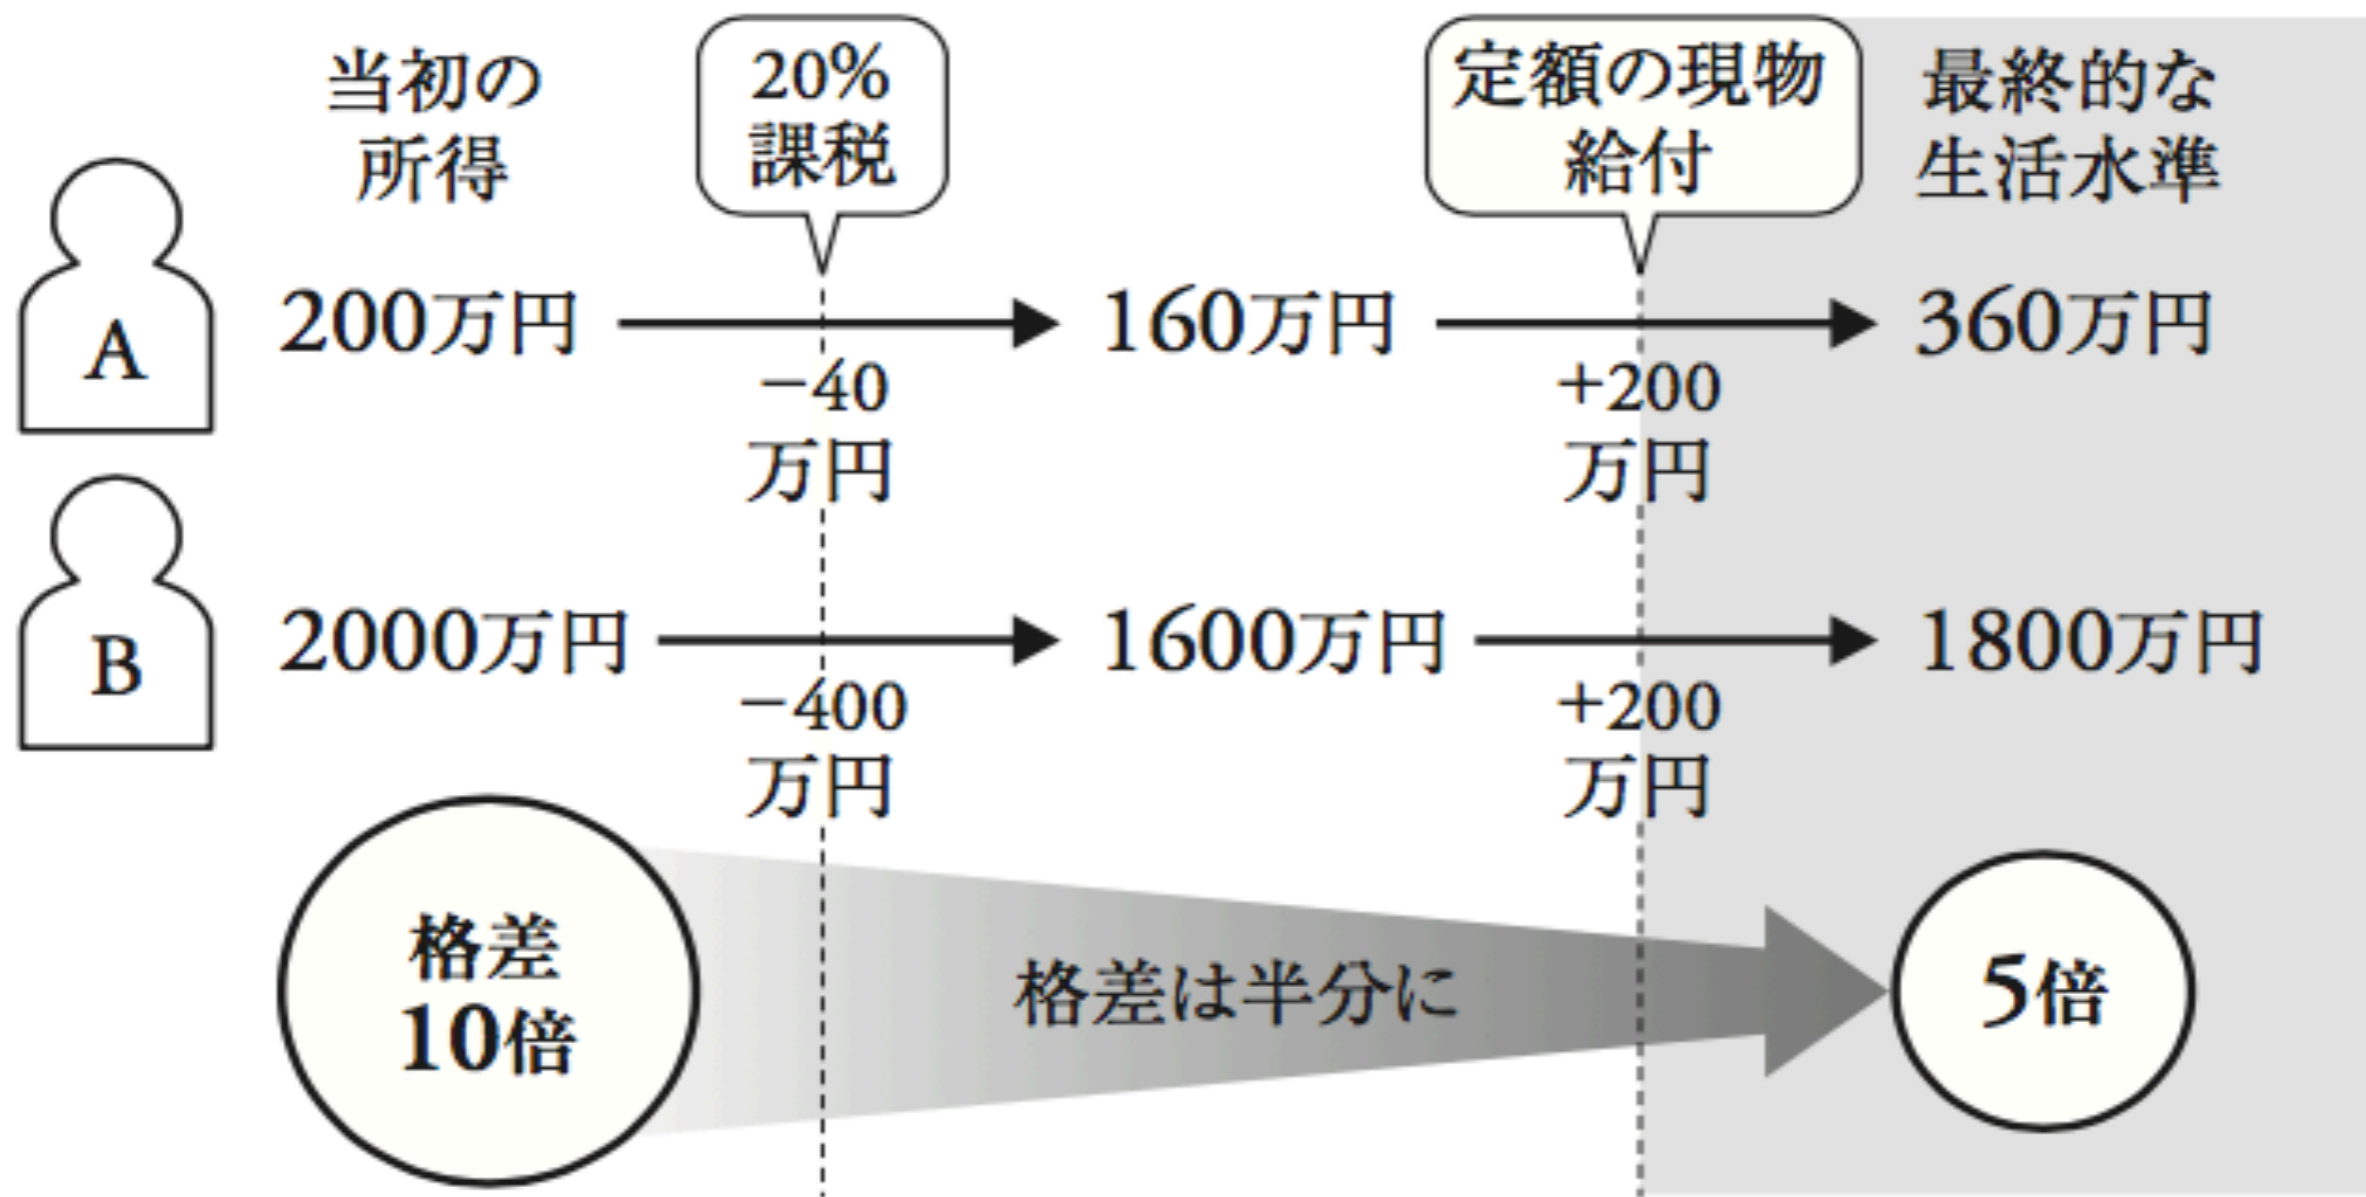 当初の
所得
20%
課税
定額の現物
給付
最終的な
生活水準
A
200万円
−40
万円
160万円
+200
万円
360万円
B
2000万円
−400
万円
1600万円
+200
万円
1800万円
格差
10倍
格差は半分に
5倍